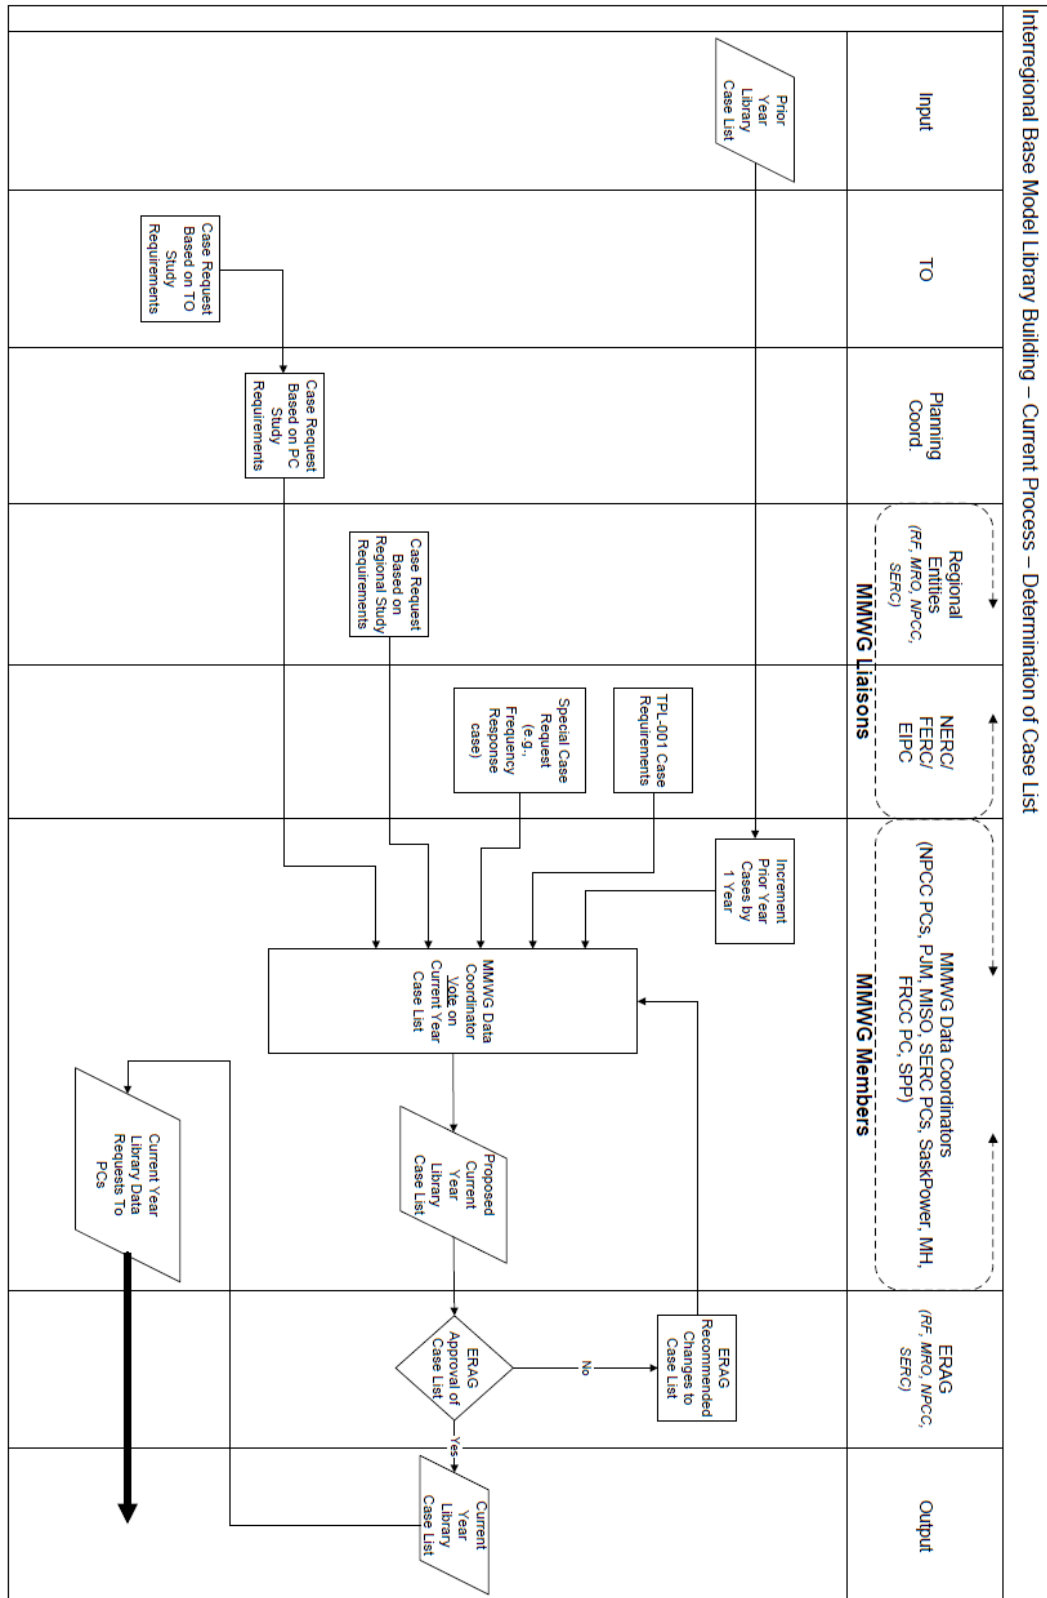 Interregional Base Model Library Building – Current Process – Determination of Case List
Input
TO
Planning
Coord.
Regional
Entities
(RF, MRO, NPCC,
SERC)
NERC/
FERC/
EIPC
MMWG Liaisons
MMWG Data Coordinators
(NPCC PCs, PJM, MISO, SERC PCs, SaskPower, MH,
FRCC PC, SPP)
MMWG Members
ERAG
(RF, MRO, NPCC,
SERC)
Output
Prior
Year
Library
Case List
Increment
Prior Year
Cases by
1 Year
TPL-001 Case
Requirements
ERAG
Recommended
Changes to
Case List
Special Case
Request
(e.g.,
Frequency
Response
case)
No
Case Request
Based on
Regional Study
Requirements
MMWG Data
Coordinator
Vote on
Current Year
Case List
Proposed
Current
Year
Library
Case List
ERAG
Approval of
Case List
Yes
Current
Year
Library
Case List
Case Request
Based on PC
Study
Requirements
Case Request
Based on TO
Study
Requirements
Current Year
Library Data
Requests To
PCs